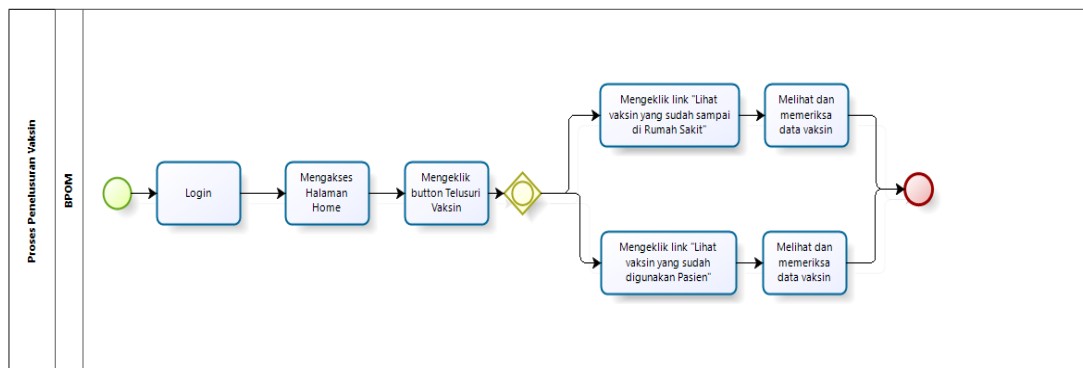 Proses Penelusuran Vaksin
BPOM
Login
Mengakses
Halaman
Home
Mengeklik
button Telusuri
Vaksin
Mengeklik link "Lihat
vaksin yang sudah sampai
di Rumah Sakit"
Melihat dan
memeriksa
data vaksin
Mengeklik link "Lihat
vaksin yang sudah
digunakan Pasien"
Melihat dan
memeriksa
data vaksin